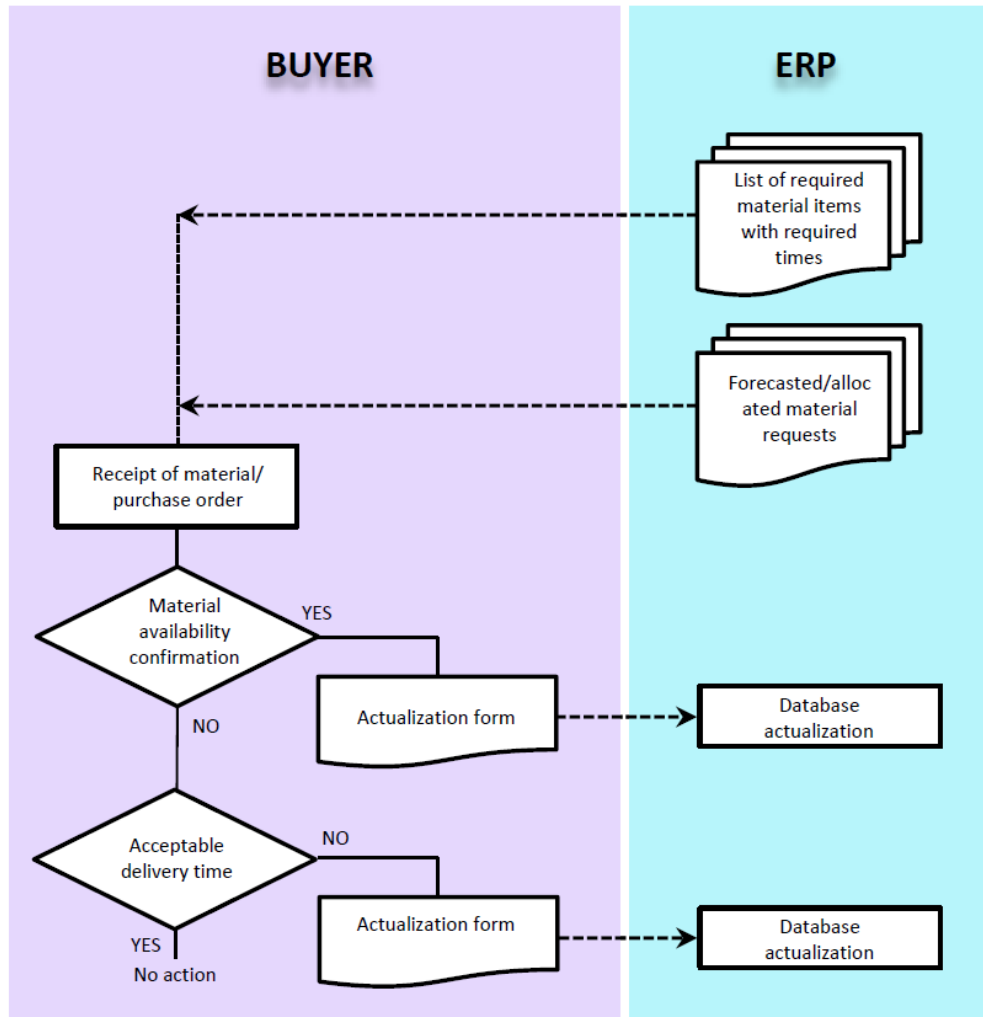 BUYER
ERP
List of required
material items
with required
times
Forecasted/alloc
ated material
requests
Receipt of material/
purchase order
Material
availability
confirmation
YES
NO
Actualization form
Database
actualization
Acceptable
delivery time
NO
YES
No action
Actualization form
Database
actualization